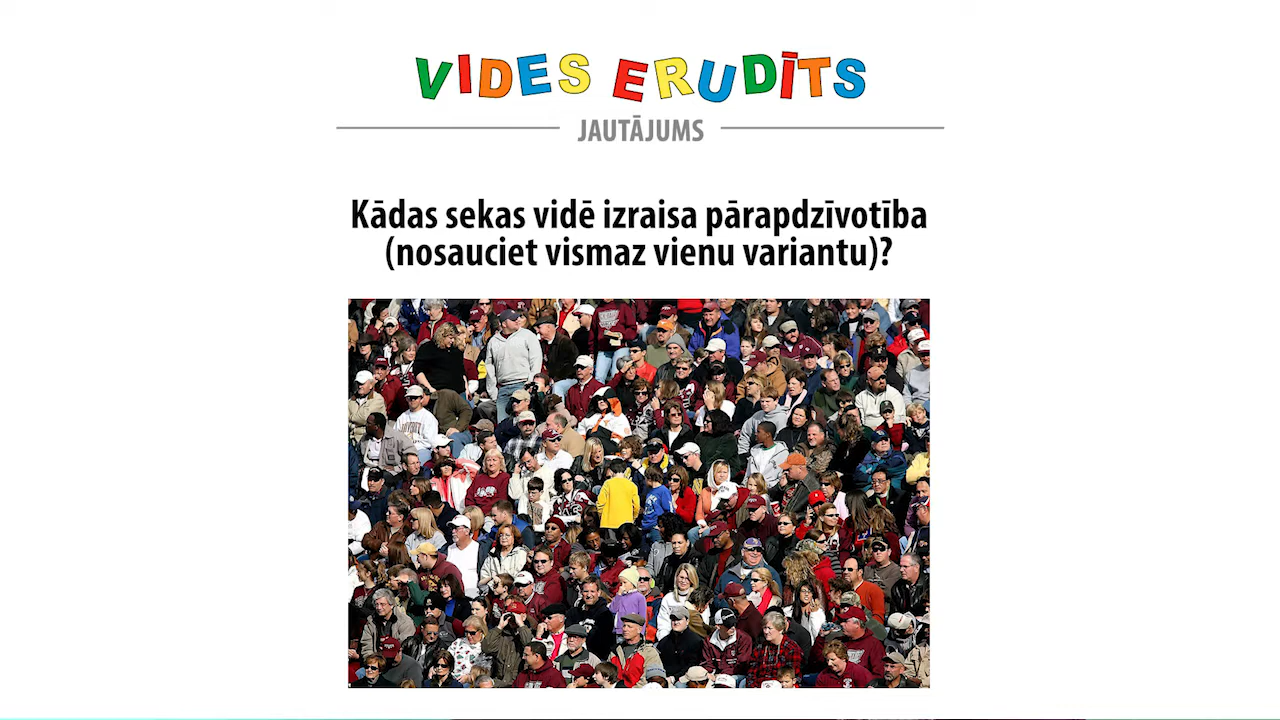 VIDES ERUDĪTS
JAUTĀJUMS
Kādas sekas vidē izraisa pārapdzīvotība
(nosauciet vismaz vienu variantu)?